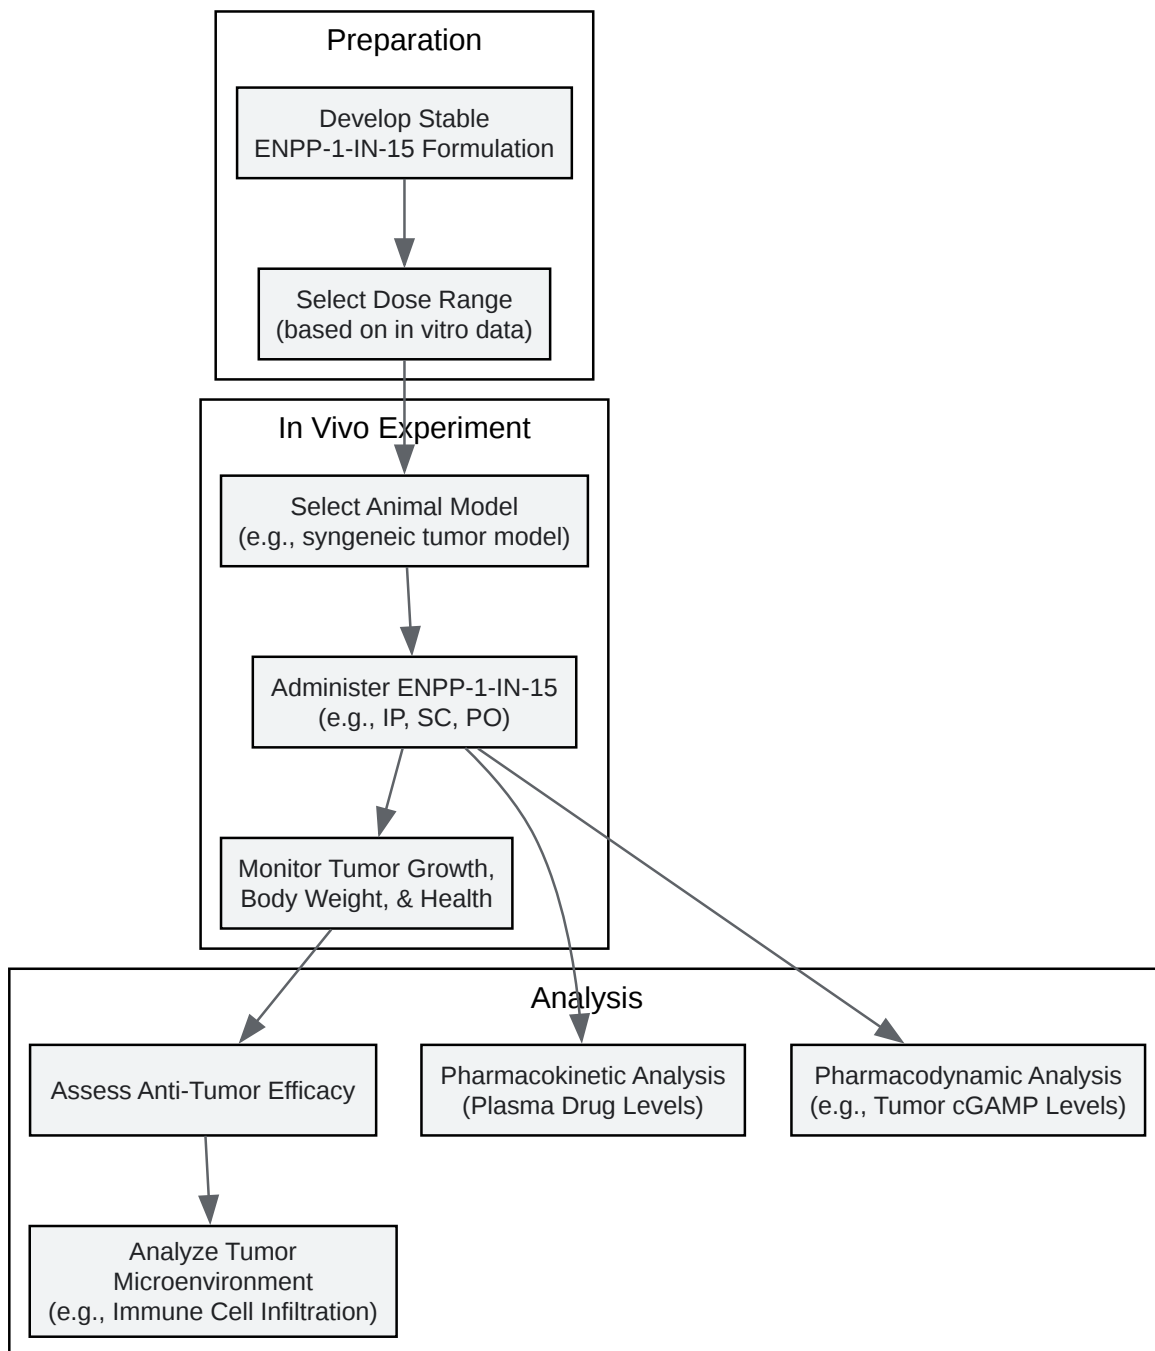 Preparation
Develop Stable
ENPP-1-IN-15 Formulation
Select Dose Range
(based on in vitro data)
In Vivo Experiment
Select Animal Model
(e.g., syngeneic tumor model)
Administer ENPP-1-IN-15
(e.g., IP, SC, PO)
Monitor Tumor Growth,
Body Weight, & Health
Analysis
Assess Anti-Tumor Efficacy
Pharmacokinetic Analysis
(Plasma Drug Levels)
Pharmacodynamic Analysis
(e.g., Tumor cGAMP Levels)
Analyze Tumor
Microenvironment
(e.g., Immune Cell Infiltration)